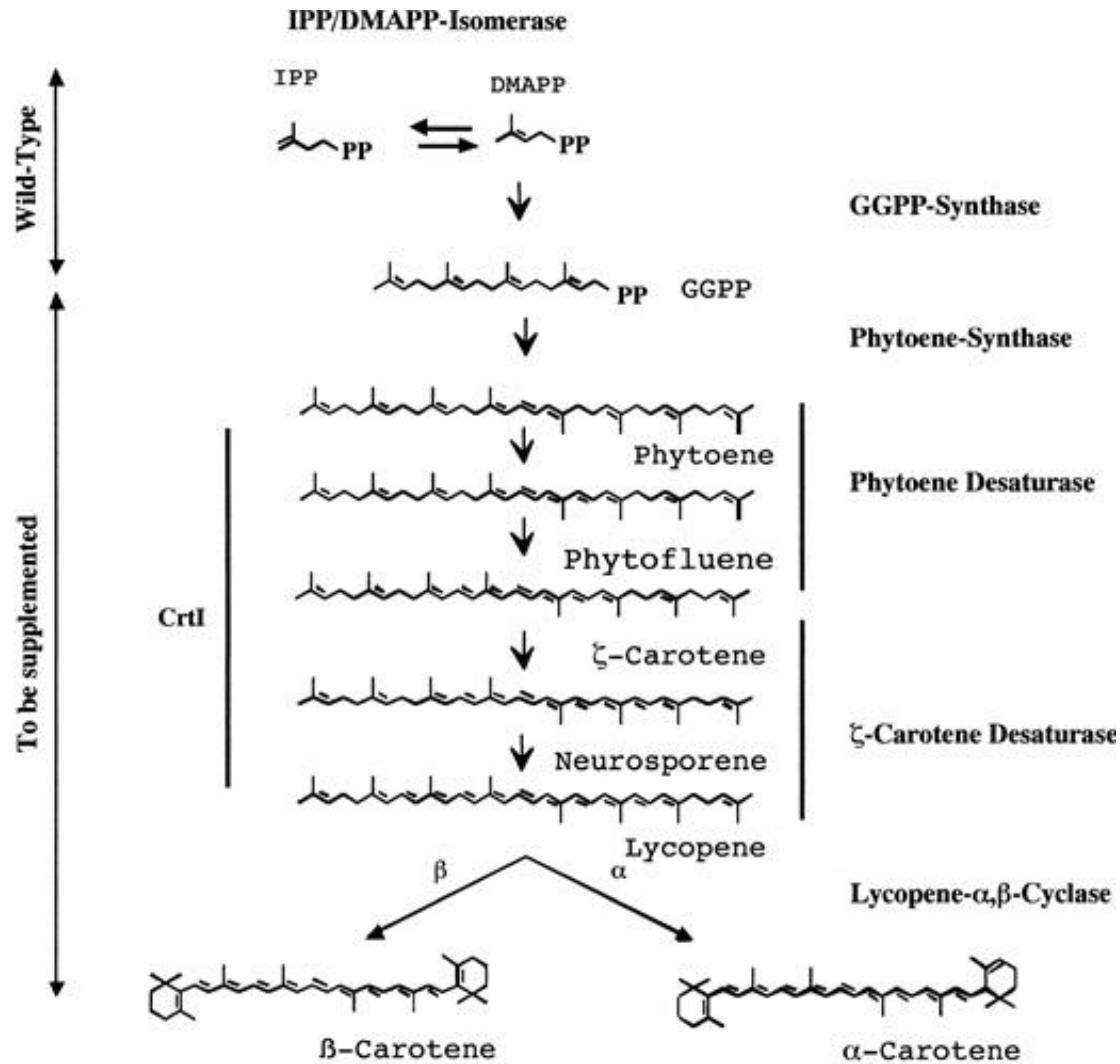 IPP/DMAPP-Isomerase
IPP
DMAPP
PP
PP
Wild-Type
GGPP-Synthase
PP
GGPP
Phytoene-Synthase
Phytoene
Phytoene Desaturase
Phytofluene
CrtI
To be supplemented
ζ-Carotene
ζ-Carotene Desaturase
Neurosporene
Lycopene
β
α
Lycopene-α,β-Cyclase
ß-Carotene
α-Carotene